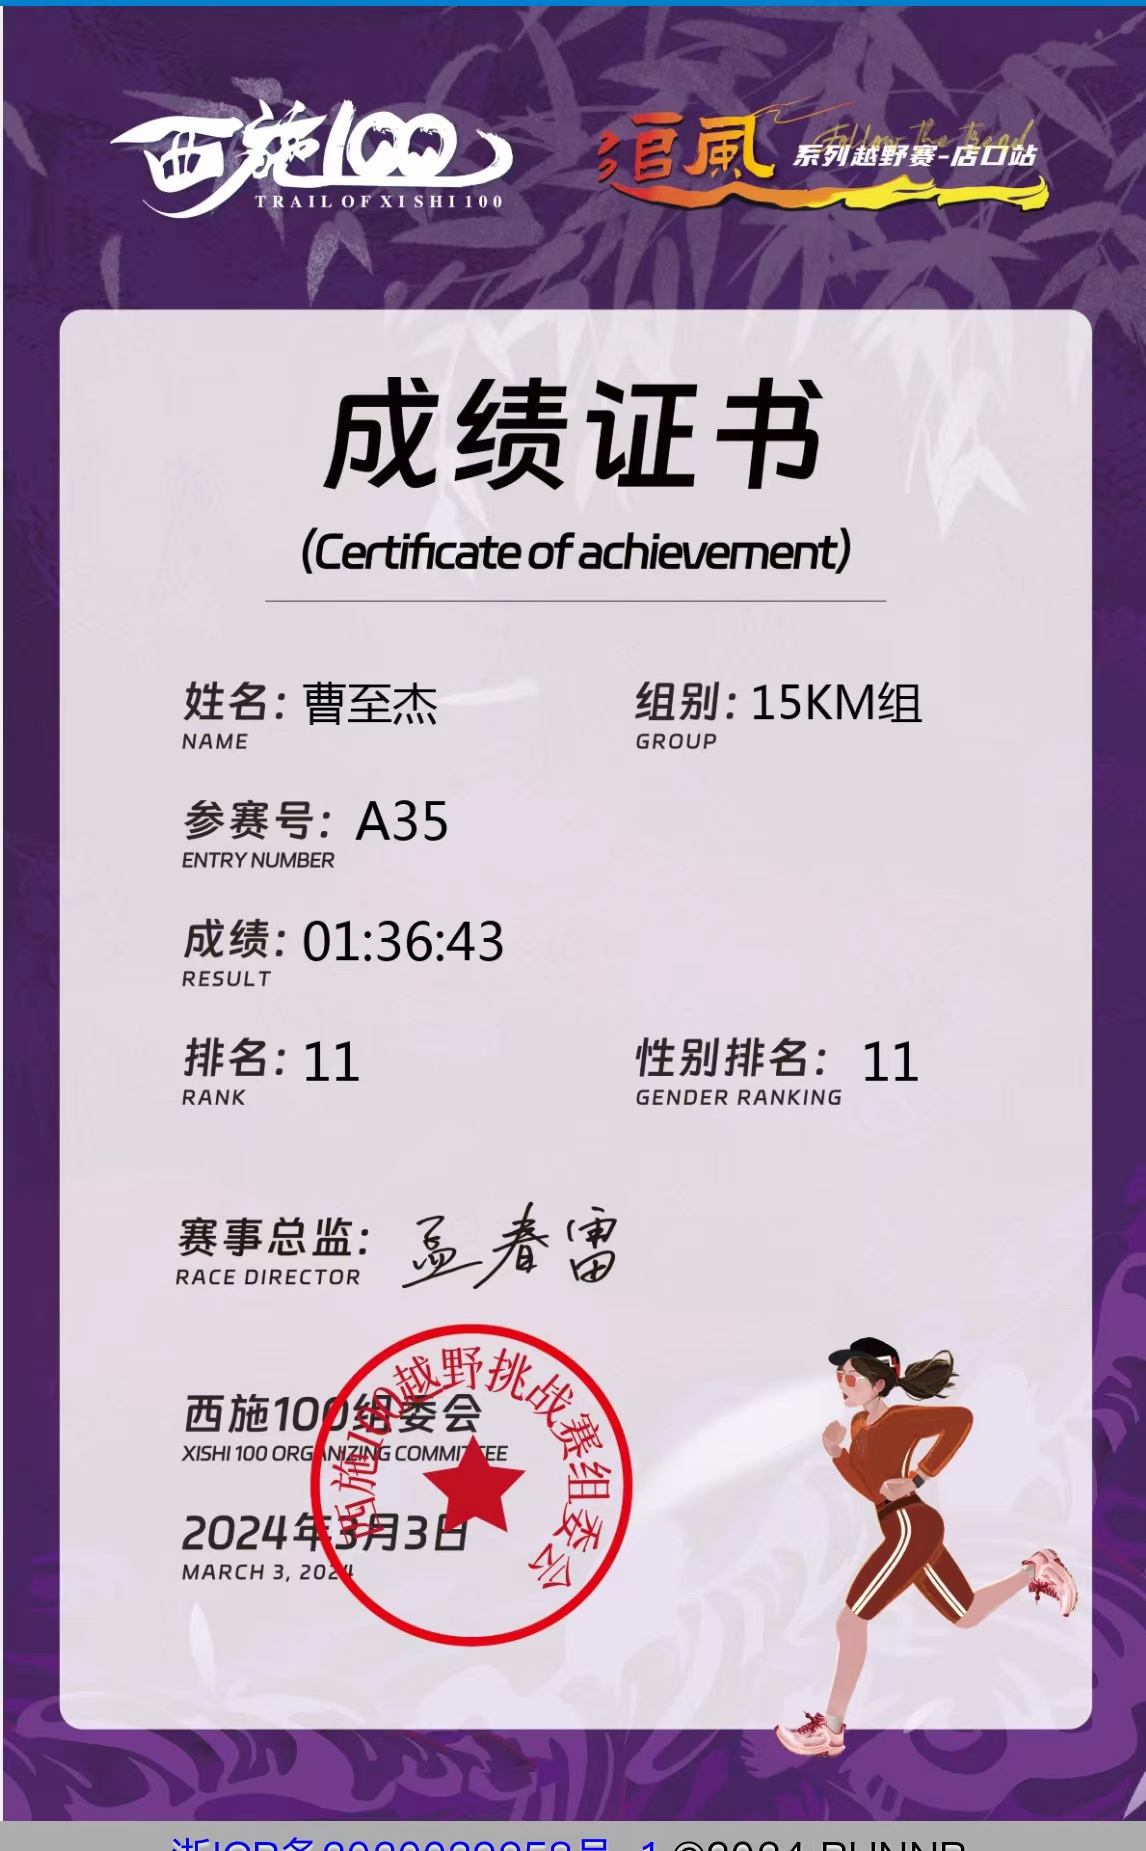 西施100
TRAIL OF XI SHI 100
追風
Follow the Trend
系列越野赛-店口站
成绩证书
(Certificate of achievement)
姓名: 曹至杰
NAME
组别: 15KM组
GROUP
参赛号: A35
ENTRY NUMBER
成绩: 01:36:43
RESULT
排名: 11
RANK
性别排名: 11
GENDER RANKING
赛事总监: 孟春雷
RACE DIRECTOR
西施100组委会
XISHI 100 ORGANIZING COMMITTEE
2024年3月3日
MARCH 3, 2024
西施100越野挑战赛组委会